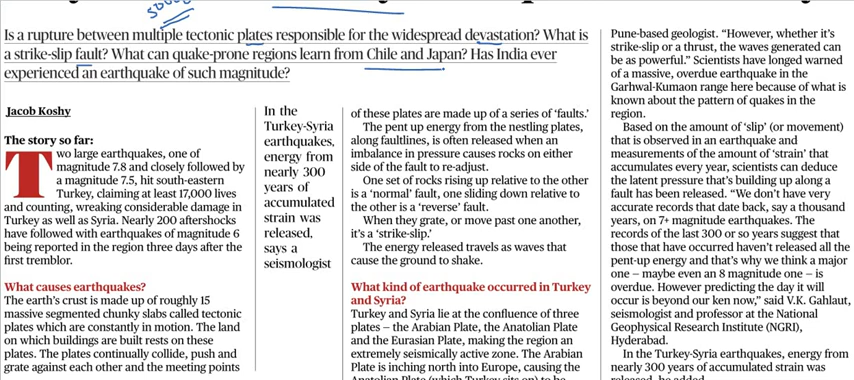 Is a rupture between multiple tectonic plates responsible for the widespread devastation? What is
a strike-slip fault? What can quake-prone regions learn from Chile and Japan? Has India ever
experienced an earthquake of such magnitude?
Jacob Koshy
The story so far:
Two large earthquakes, one of
magnitude 7.8 and closely followed by
a magnitude 7.5, hit south-eastern
Turkey, claiming at least 17,000 lives
and counting, wreaking considerable damage in
Turkey as well as Syria. Nearly 200 aftershocks
have followed with earthquakes of magnitude 6
being reported in the region three days after the
first tremblor.
What causes earthquakes?
The earth's crust is made up of roughly 15
massive segmented chunky slabs called tectonic
plates which are constantly in motion. The land
on which buildings are built rests on these
plates. The plates continually collide, push and
grate against each other and the meeting points
In the
Turkey-Syria
earthquakes,
energy from
nearly 300
years of
accumulated
strain was
released,
says a
seismologist
of these plates are made up of a series of 'faults.'
The pent up energy from the nestling plates,
along faultlines, is often released when an
imbalance in pressure causes rocks on either
side of the fault to re-adjust.
One set of rocks rising up relative to the other
is a 'normal' fault, one sliding down relative to
the other is a 'reverse' fault.
When they grate, or move past one another,
it's a 'strike-slip.'
The energy released travels as waves that
cause the ground to shake.
What kind of earthquake occurred in Turkey
and Syria?
Turkey and Syria lie at the confluence of three
plates – the Arabian Plate, the Anatolian Plate
and the Eurasian Plate, making the region an
extremely seismically active zone. The Arabian
Plate is inching north into Europe, causing the
Anatolian Plate (which Turkey sits on) to be
Pune-based geologist. "However, whether it's
strike-slip or a thrust, the waves generated can
be as powerful." Scientists have longed warned
of a massive, overdue earthquake in the
Garhwal-Kumaon range here because of what is
known about the pattern of quakes in the
region.
Based on the amount of 'slip' (or movement)
that is observed in an earthquake and
measurements of the amount of 'strain' that
accumulates every year, scientists can deduce
the latent pressure that's building up along a
fault has been released. "We don't have very
accurate records that date back, say a thousand
years, on 7+ magnitude earthquakes. The
records of the last 300 or so years suggest that
those that have occurred haven't released all the
pent-up energy and that's why we think a major
one – maybe even an 8 magnitude one – is
overdue. However predicting the day it will
occur is beyond our ken now," said V.K. Gahlaut,
seismologist and professor at the National
Geophysical Research Institute (NGRI),
Hyderabad.
In the Turkey-Syria earthquakes, energy from
nearly 300 years of accumulated strain was
released, he added.